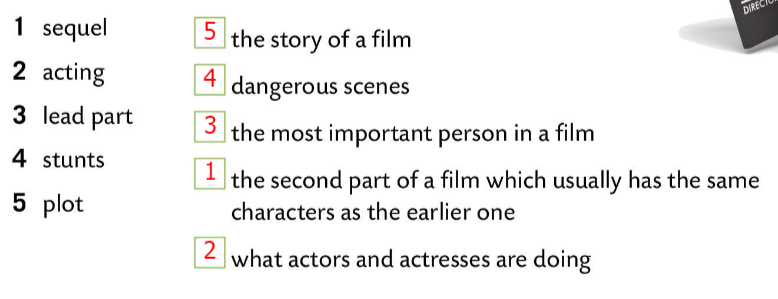 DIRECTO
1 sequel
2 acting
3 lead part
4 stunts
5 plot
5 the story of a film
4 dangerous scenes
3 the most important person in a film
1 the second part of a film which usually has the same
characters as the earlier one
2 what actors and actresses are doing